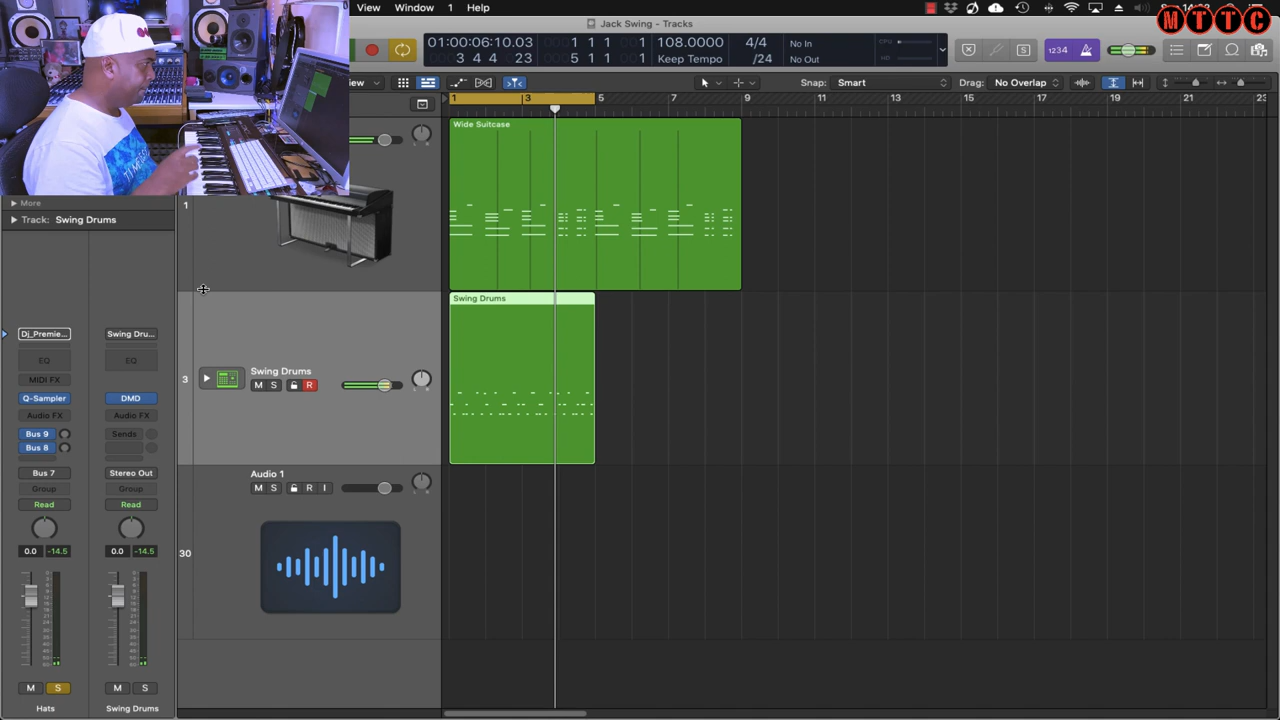 View Window 1 Help
MTTC
Jack Swing - Tracks
01:00:06:10.03 1 1 1 108.0000 4/4 No In CPU
3 4 4 23 5 1 1 1 Keep Tempo /24 No Out
1234
View Snap: Smart Drag: No Overlap
1 3 5 7 9 11 13 15 17 19 21 23
More
Track: Swing Drums
1
Wide Suitcase
Swing Drums
3
Swing Drums
M S R
Audio 1
M S R I
30
Dj_Premie... Swing Dru...
EQ EQ
MIDI FX
Q-Sampler DMD
Audio FX Audio FX
Bus 9 Sends
Bus 8
Bus 7 Stereo Out
Group Group
Read Read
0.0 -14.5 0.0 -14.5
M S M S
Hats Swing Drums